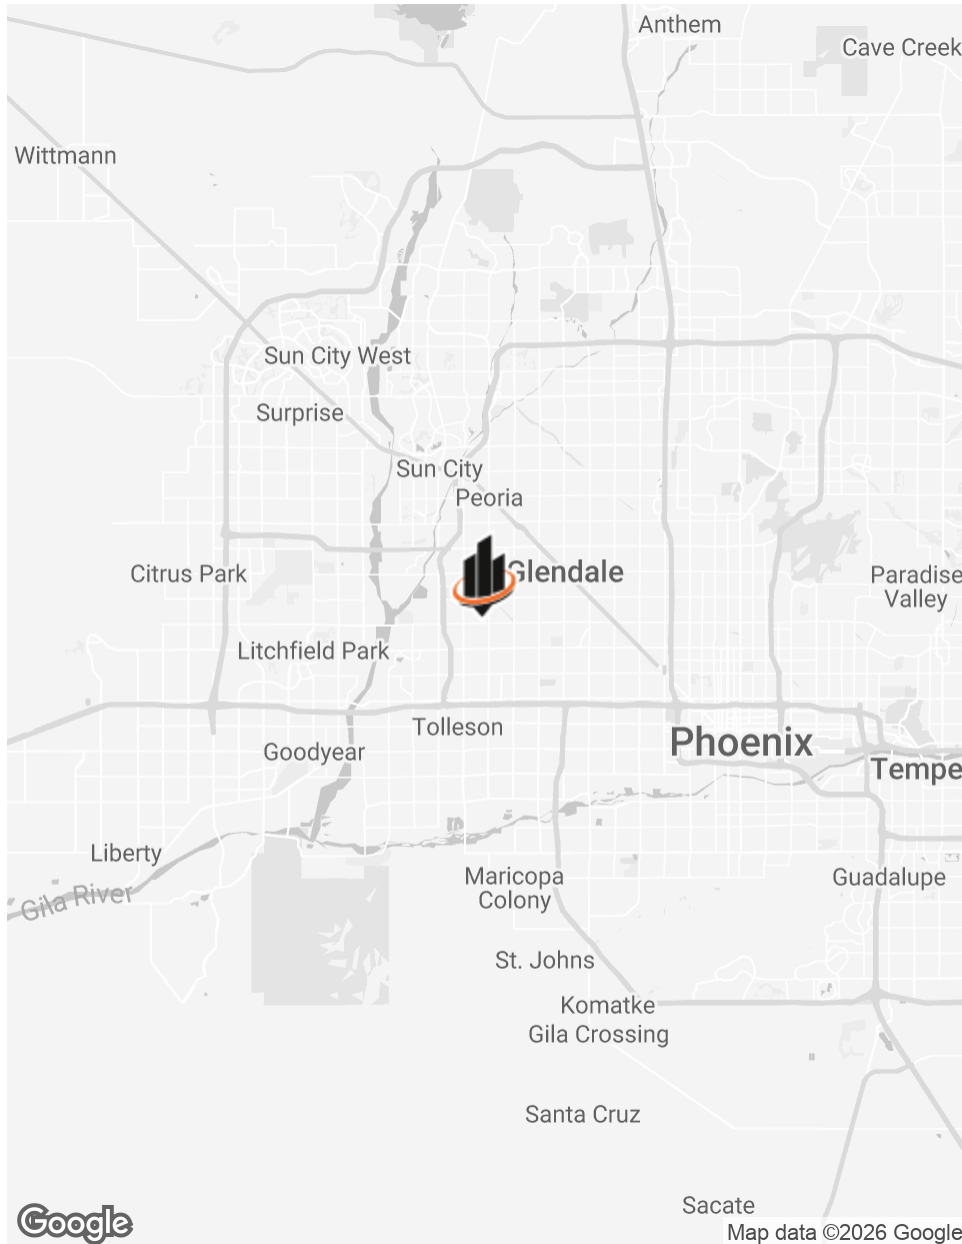 Anthem
Cave Creek
Wittmann
Sun City West
Surprise
Sun City
Peoria
Citrus Park
Glendale
Paradise
Valley
Litchfield Park
Tolleson
Goodyear
Phoenix
Tempe
Liberty
Maricopa
Colony
Guadalupe
Gila River
St. Johns
Komatke
Gila Crossing
Santa Cruz
Sacate
Google
Map data ©2026 Google